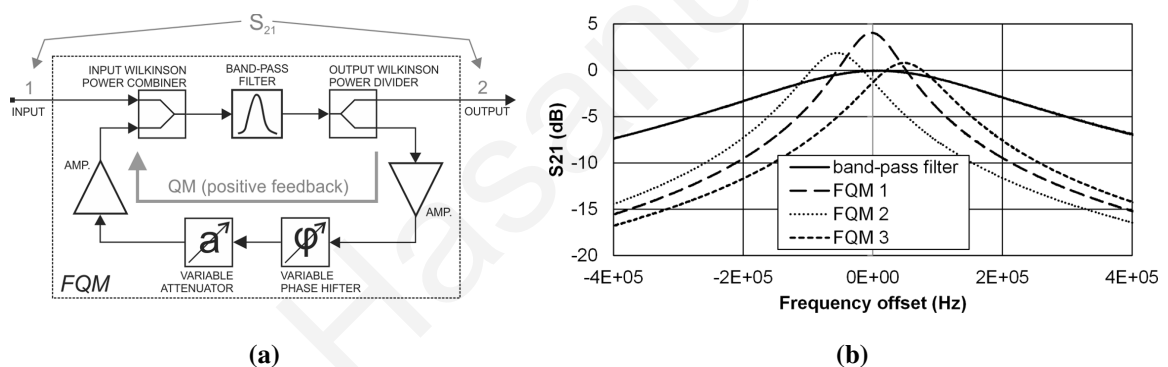 S21
1
2
INPUT WILKINSON
POWER COMBINER
BAND-PASS
FILTER
OUTPUT WILKINSON
POWER DIVIDER
INPUT
OUTPUT
AMP.
QM (positive feedback)
AMP.
a
φ
FQM
VARIABLE
ATTENUATOR
VARIABLE
PHASE HIFTER
(a)
5
0
-5
-10
-15
-20
S21 (dB)
band-pass filter
FQM 1
FQM 2
FQM 3
-4E+05
-2E+05
0E+00
2E+05
4E+05
Frequency offset (Hz)
(b)